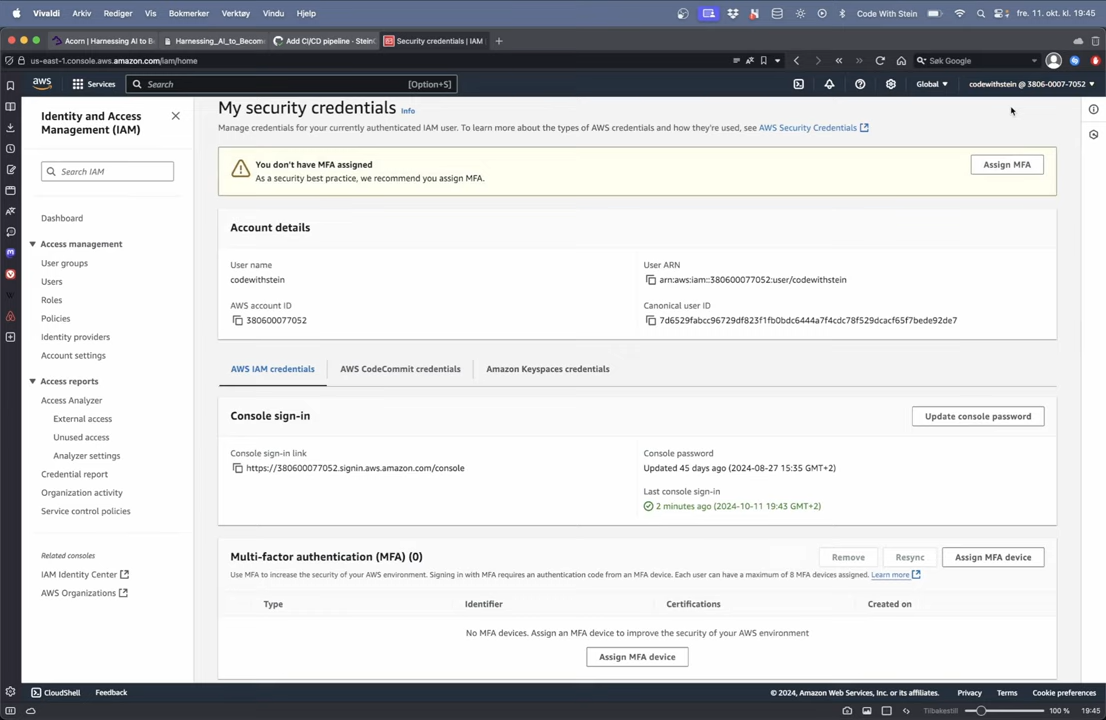 Vivaldi Arkiv Rediger Vis Bokmerker Verktøy Vindu Hjelp Code With Stein fre. 11. okt. kl. 19:45
Acorn | Harnessing AI to B Harnessing_AI_to_Becom Add CI/CD pipeline · Stein Security credentials | IAM
us-east-1.console.aws.amazon.com/iam/home Søk Google
aws Services Search [Option+S] Global codewithstein @ 3806-0077-7052
Identity and Access Management (IAM)
Search IAM
Dashboard
Access management
User groups
Users
Roles
Policies
Identity providers
Account settings
Access reports
Access Analyzer
External access
Unused access
Analyzer settings
Credential report
Organization activity
Service control policies
Related consoles
IAM Identity Center
AWS Organizations
My security credentials Info
Manage credentials for your currently authenticated IAM user. To learn more about the types of AWS credentials and how they're used, see AWS Security Credentials
You don't have MFA assigned
As a security best practice, we recommend you assign MFA.
Assign MFA
Account details
User name
codewithstein
User ARN
arn:aws:iam::380600077052:user/codewithstein
AWS account ID
380600077052
Canonical user ID
7d6529fabcc96729df823f1fb0bdc6444a7f4cdc78f529dcacf65f7bede92de7
AWS IAM credentials AWS CodeCommit credentials Amazon Keyspaces credentials
Console sign-in
Update console password
Console sign-in link
https://380600077052.signin.aws.amazon.com/console
Console password
Updated 45 days ago (2024-08-27 15:35 GMT+2)
Last console sign-in
2 minutes ago (2024-10-11 19:43 GMT+2)
Multi-factor authentication (MFA) (0)
Remove Resync Assign MFA device
Use MFA to increase the security of your AWS environment. Signing in with MFA requires an authentication code from an MFA device. Each user can have a maximum of 8 MFA devices assigned. Learn more
Type Identifier Certifications Created on
No MFA devices. Assign an MFA device to improve the security of your AWS environment
Assign MFA device
CloudShell Feedback © 2024, Amazon Web Services, Inc. or its affiliates. Privacy Terms Cookie preferences
Tilbakestill 100 % 19:45